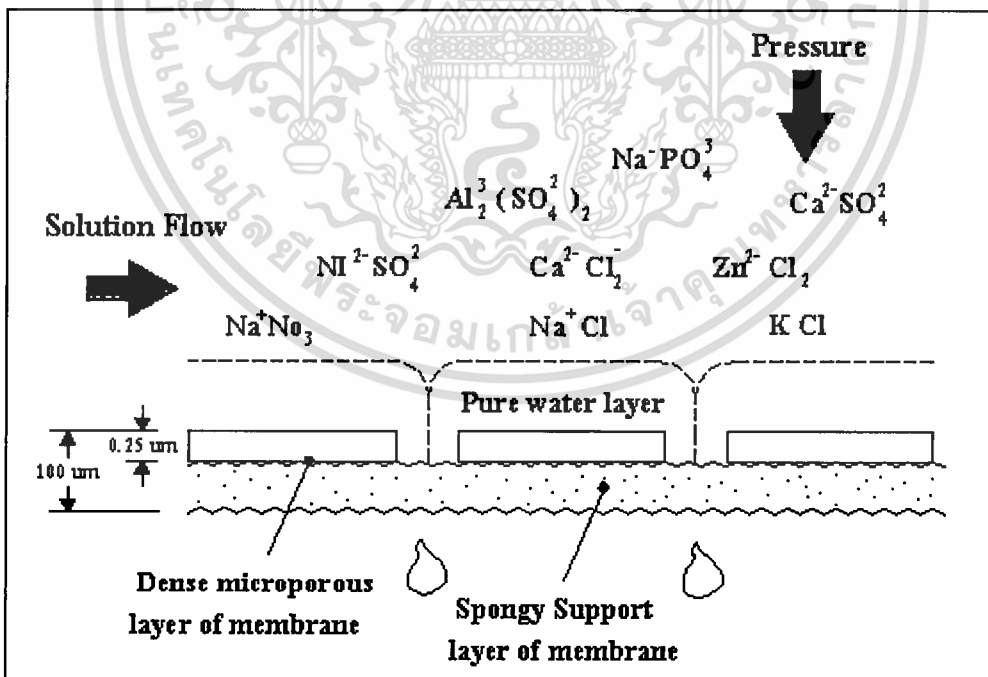 Pressure
Na⁻PO₄³
Al₂³(SO₄²)₂
Ca²⁻SO₄²
Solution Flow
NI²⁻SO₄²
Ca²⁻Cl₂⁻
Zn²⁻Cl₂
Na⁺No₃
Na⁺Cl
K Cl
Pure water layer
0.25 um
100 um
Dense microporous
layer of membrane
Spongy Support
layer of membrane